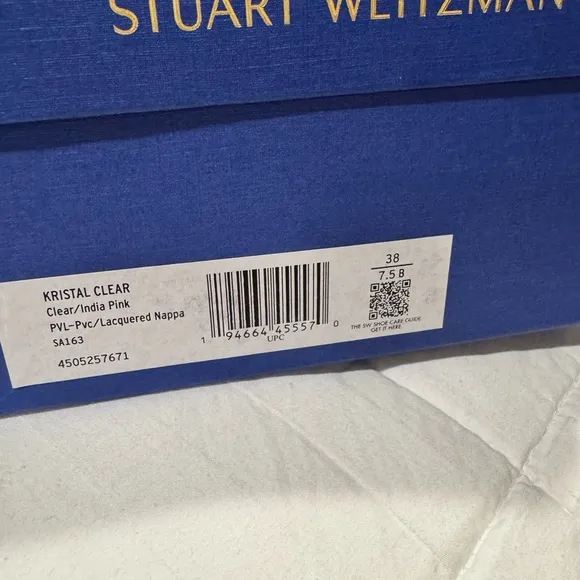 STUART WEITZMAN
KRISTAL CLEAR
Clear/India Pink
PVL-Pvc/Lacquered Nappa
SA163
4505257671
1 94664 45557 0
UPC
38
7.5 B
THE SW SHOE CARE GUIDE
GET IT HERE.